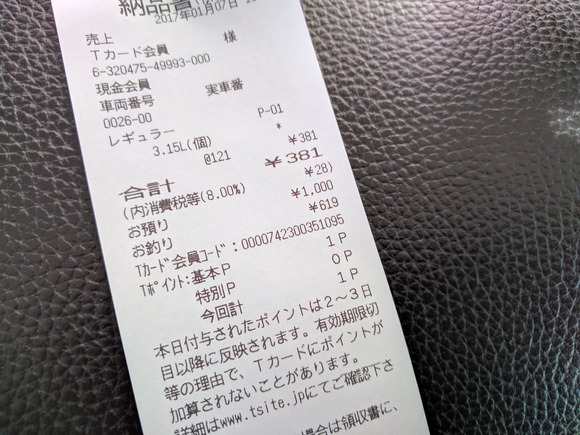 納品書
2017年01月07日
売上 様
Tカード会員
6-320475-49993-000
現金会員
車両番号 実車番
0026-00
レギュラー P-01
3.15L(個) *
@121 ¥381
合計 ¥381
(内消費税等(8.00%) ¥28)
お預り ¥1,000
お釣り ¥619
Tカード会員コード:0000742300351095
Tポイント:基本P 1P
特別P 0P
今回計 1P
本日付与されたポイントは2〜3日
目以降に反映されます。有効期限切
等の理由で、Tカードにポイントが
加算されないことがあります。
詳細はwww.tsite.jpにてご確認下さ
場合は領収書に、